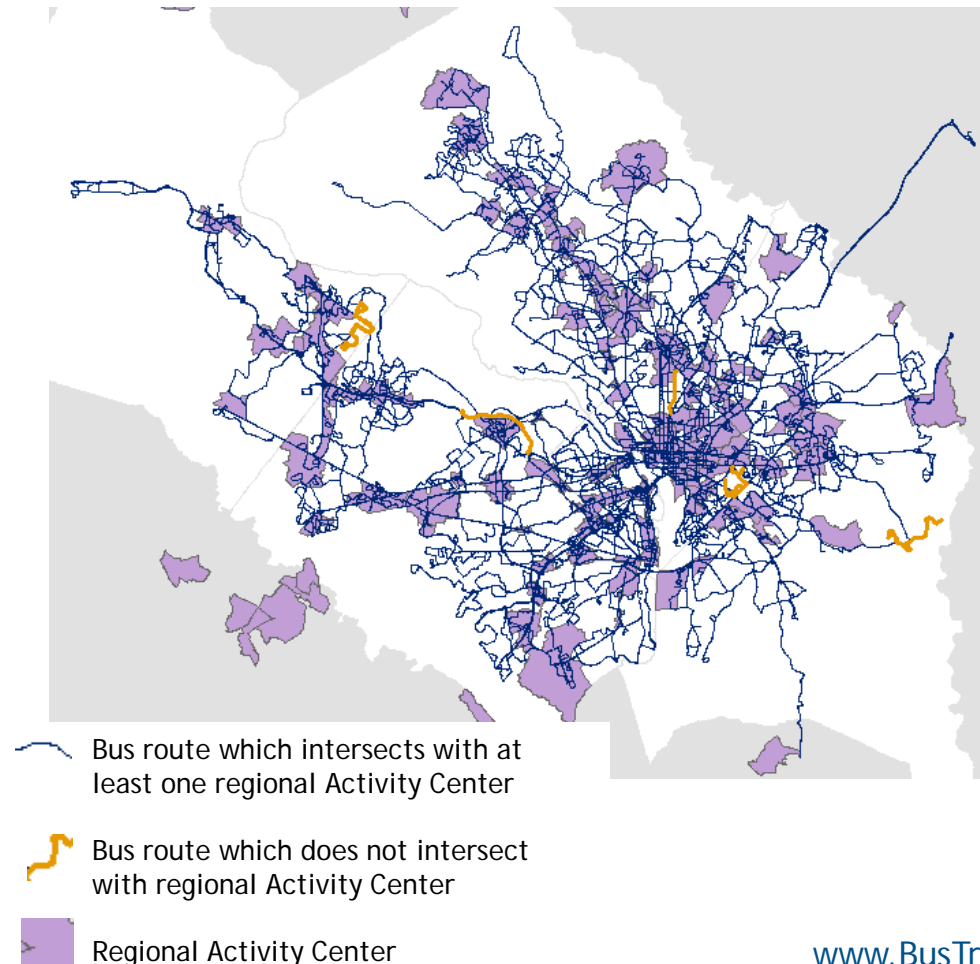 Bus route which intersects with at
least one regional Activity Center
Bus route which does not intersect
with regional Activity Center
Regional Activity Center
www.BusTr